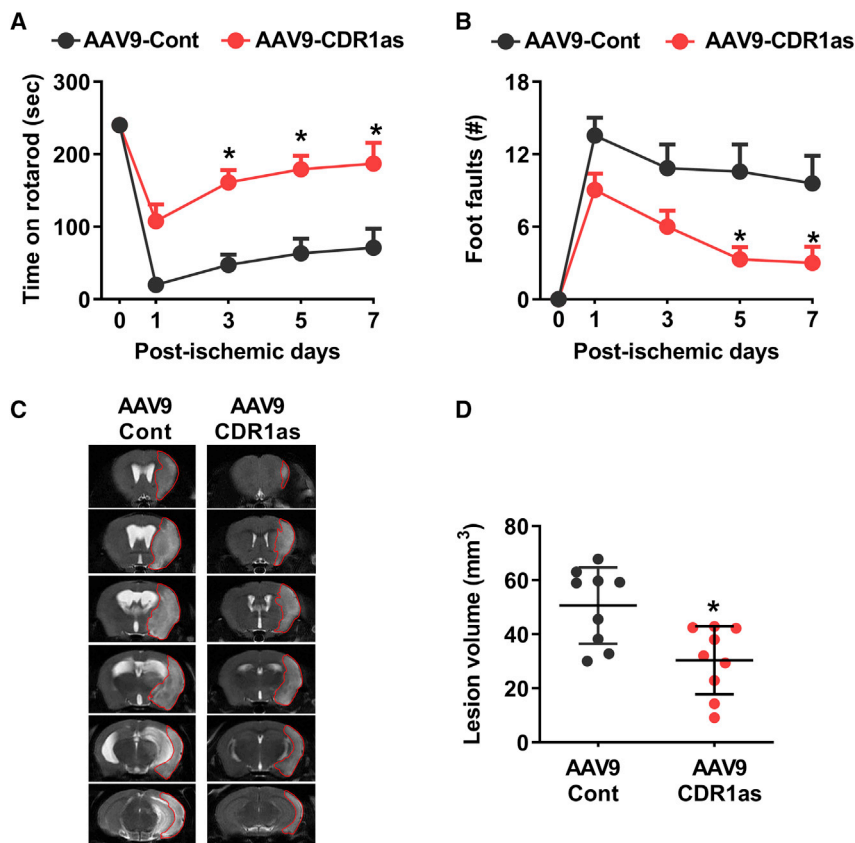 A
AAV9-Cont AAV9-CDR1as
300
200
100
0
Time on rotarod (sec)
* * *
0 1 3 5 7
Post-ischemic days
B
AAV9-Cont AAV9-CDR1as
18
12
6
0
Foot faults (#)
* *
0 1 3 5 7
Post-ischemic days
C
AAV9
Cont
AAV9
CDR1as
D
80
60
40
20
0
Lesion volume (mm³)
*
AAV9
Cont
AAV9
CDR1as